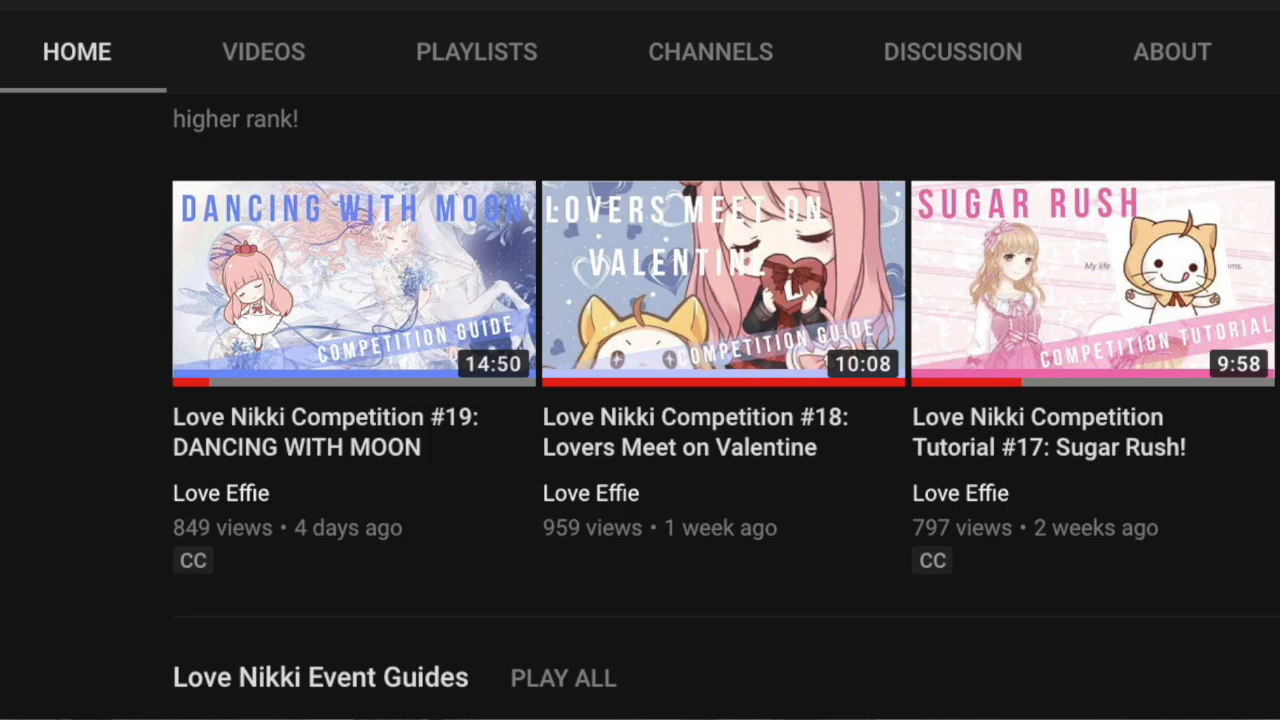 HOME VIDEOS PLAYLISTS CHANNELS DISCUSSION ABOUT
higher rank!
DANCING WITH MOON
COMPETITION GUIDE
14:50
LOVERS MEET ON
VALENTINE
COMPETITION GUIDE
10:08
SUGAR RUSH
My life
ms.
COMPETITION TUTORIAL
9:58
Love Nikki Competition #19:
DANCING WITH MOON
Love Effie
849 views • 4 days ago
CC
Love Nikki Competition #18:
Lovers Meet on Valentine
Love Effie
959 views • 1 week ago
Love Nikki Competition
Tutorial #17: Sugar Rush!
Love Effie
797 views • 2 weeks ago
CC
Love Nikki Event Guides PLAY ALL